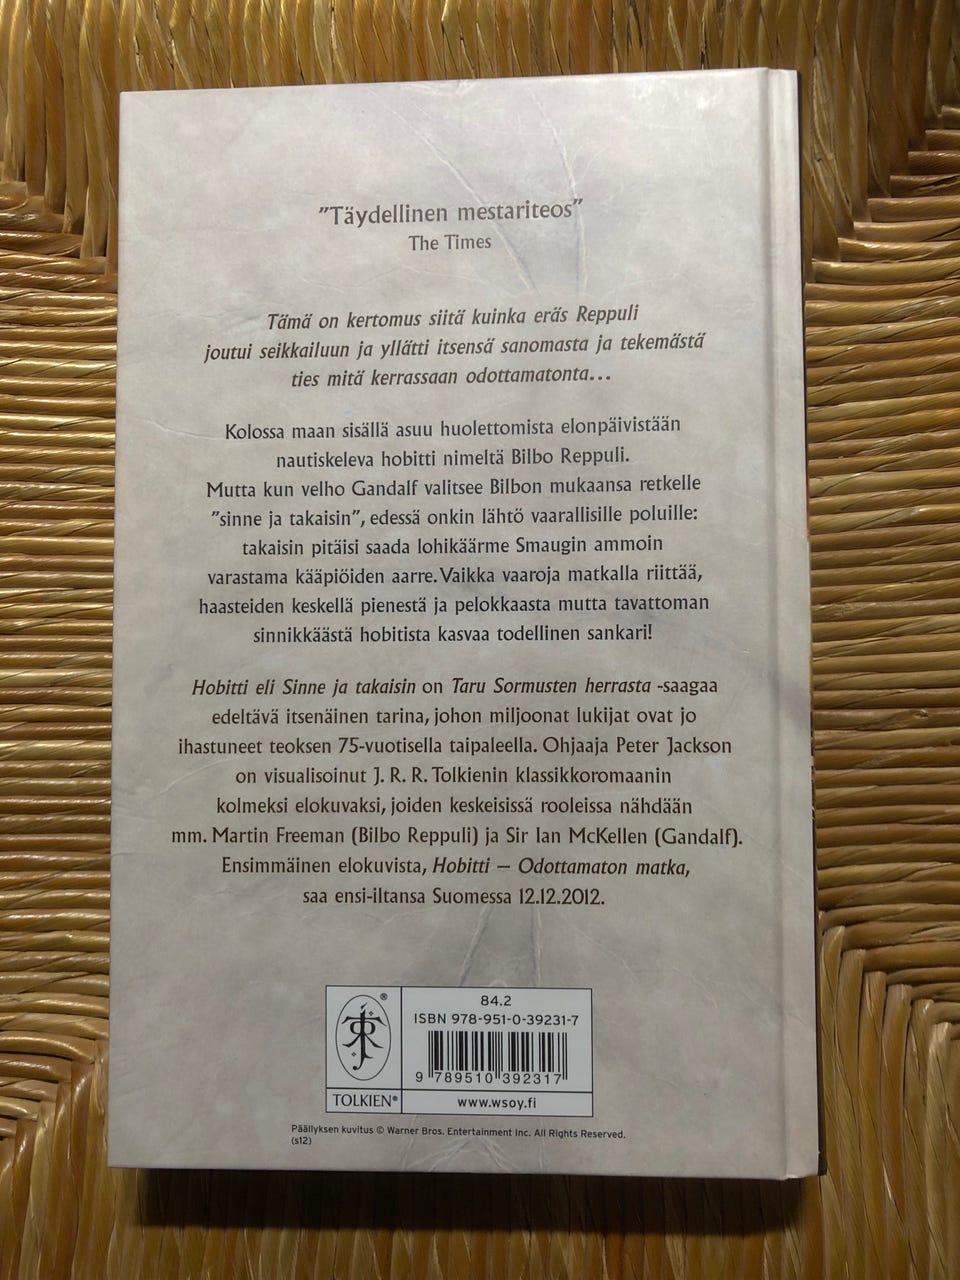 "Täydellinen mestariteos"
The Times
Tämä on kertomus siitä kuinka eräs Reppuli
joutui seikkailuun ja yllätti itsensä sanomasta ja tekemästä
ties mitä kerrassaan odottamatonta...
Kolossa maan sisällä asuu huolettomista elonpäivistään
nautiskeleva hobitti nimeltä Bilbo Reppuli.
Mutta kun velho Gandalf valitsee Bilbon mukaansa retkelle
"sinne ja takaisin", edessä onkin lähtö vaarallisille poluille:
takaisin pitäisi saada lohikäärme Smaugin ammoin
varastama kääpiöiden aarre. Vaikka vaaroja matkalla riittää,
haasteiden keskellä pienestä ja pelokkaasta mutta tavattoman
sinnikkäästä hobitista kasvaa todellinen sankari!
Hobitti eli Sinne ja takaisin on Taru Sormusten herrasta -saagaa
edeltävä itsenäinen tarina, johon miljoonat lukijat ovat jo
ihastuneet teoksen 75-vuotisella taipaleella. Ohjaaja Peter Jackson
on visualisoinut J. R. R. Tolkienin klassikkoromaanin
kolmeksi elokuvaksi, joiden keskeisissä rooleissa nähdään
mm. Martin Freeman (Bilbo Reppuli) ja Sir Ian McKellen (Gandalf).
Ensimmäinen elokuvista, Hobitti – Odottamaton matka,
saa ensi-iltansa Suomessa 12.12.2012.
84.2
ISBN 978-951-0-39231-7
9 789510 392317
®
TOLKIEN®
www.wsoy.fi
Päällyksen kuvitus © Warner Bros. Entertainment Inc. All Rights Reserved.
(s12)